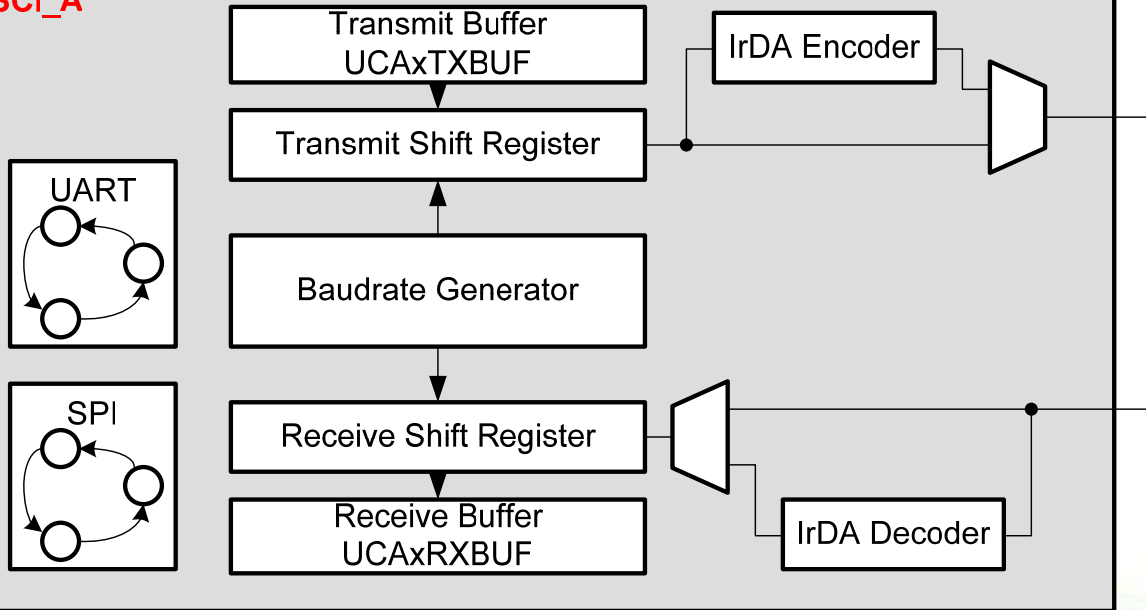 SCI_A
Transmit Buffer
UCAxTXBUF
IrDA Encoder
Transmit Shift Register
UART
Baudrate Generator
SPI
Receive Shift Register
Receive Buffer
UCAxRXBUF
IrDA Decoder